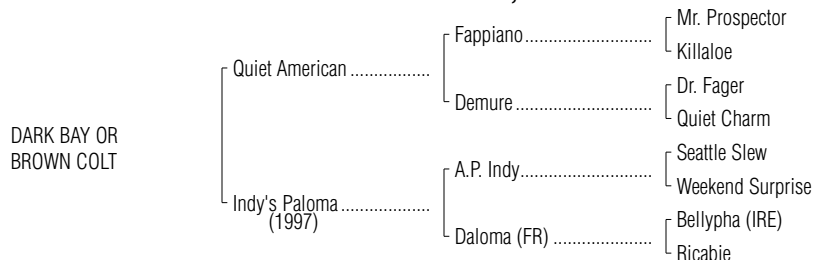 Mr. Prospector
Fappiano
Killaloe
Quiet American
Dr. Fager
Demure
Quiet Charm
DARK BAY OR
BROWN COLT
Seattle Slew
A.P. Indy
Weekend Surprise
Indy's Paloma
(1997)
Bellypha (IRE)
Daloma (FR)
Ricabie